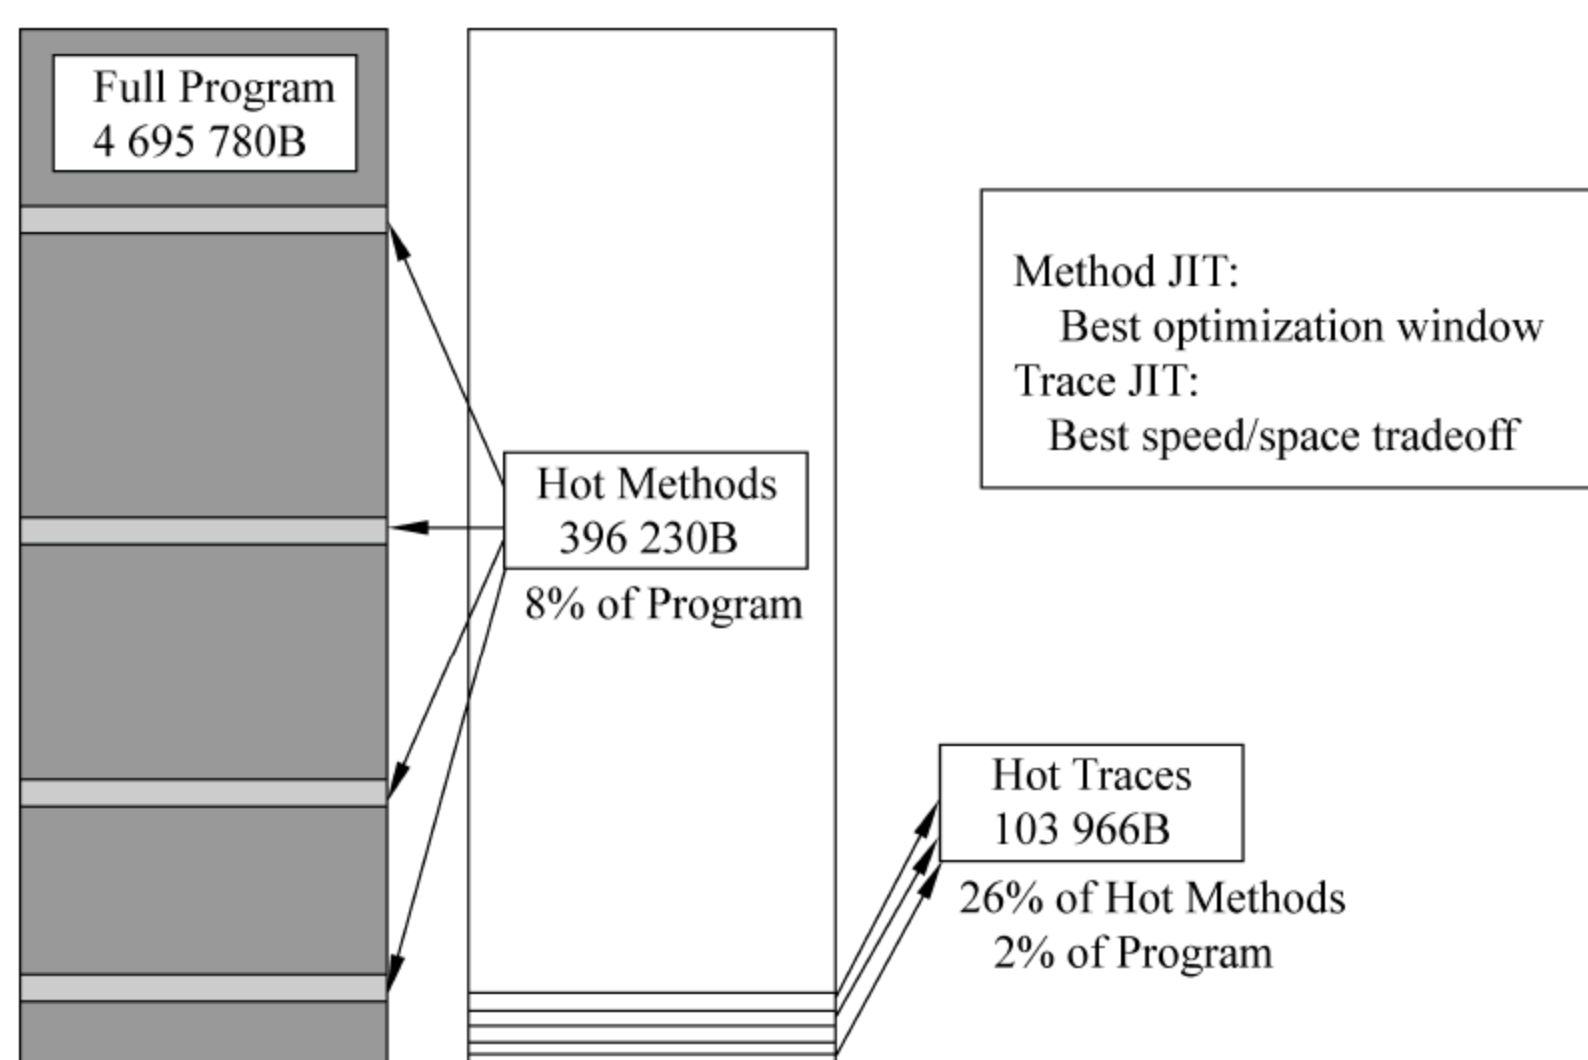 Full Program
4 695 780B
Method JIT:
Best optimization window
Trace JIT:
Best speed/space tradeoff
Hot Methods
396 230B
8% of Program
Hot Traces
103 966B
26% of Hot Methods
2% of Program